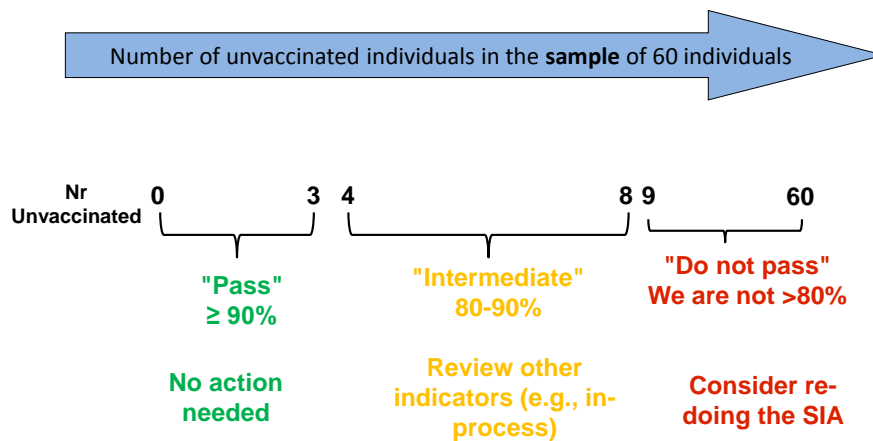 Number of unvaccinated individuals in the sample of 60 individuals
Nr
Unvaccinated
0 3 4 8 9 60
"Pass"
≥ 90%
"Intermediate"
80-90%
"Do not pass"
We are not >80%
No action
needed
Review other
indicators (e.g., in-
process)
Consider re-
doing the SIA